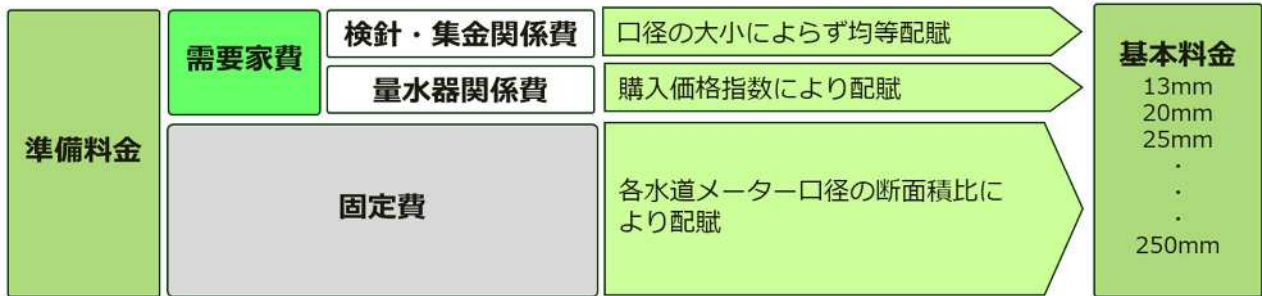 準備料金
需要家費
検針・集金関係費
口径の大小によらず均等配賦
量水器関係費
購入価格指数により配賦
固定費
各水道メーター口径の断面積比に
より配賦
基本料金
13mm
20mm
25mm
・
・
・
250mm